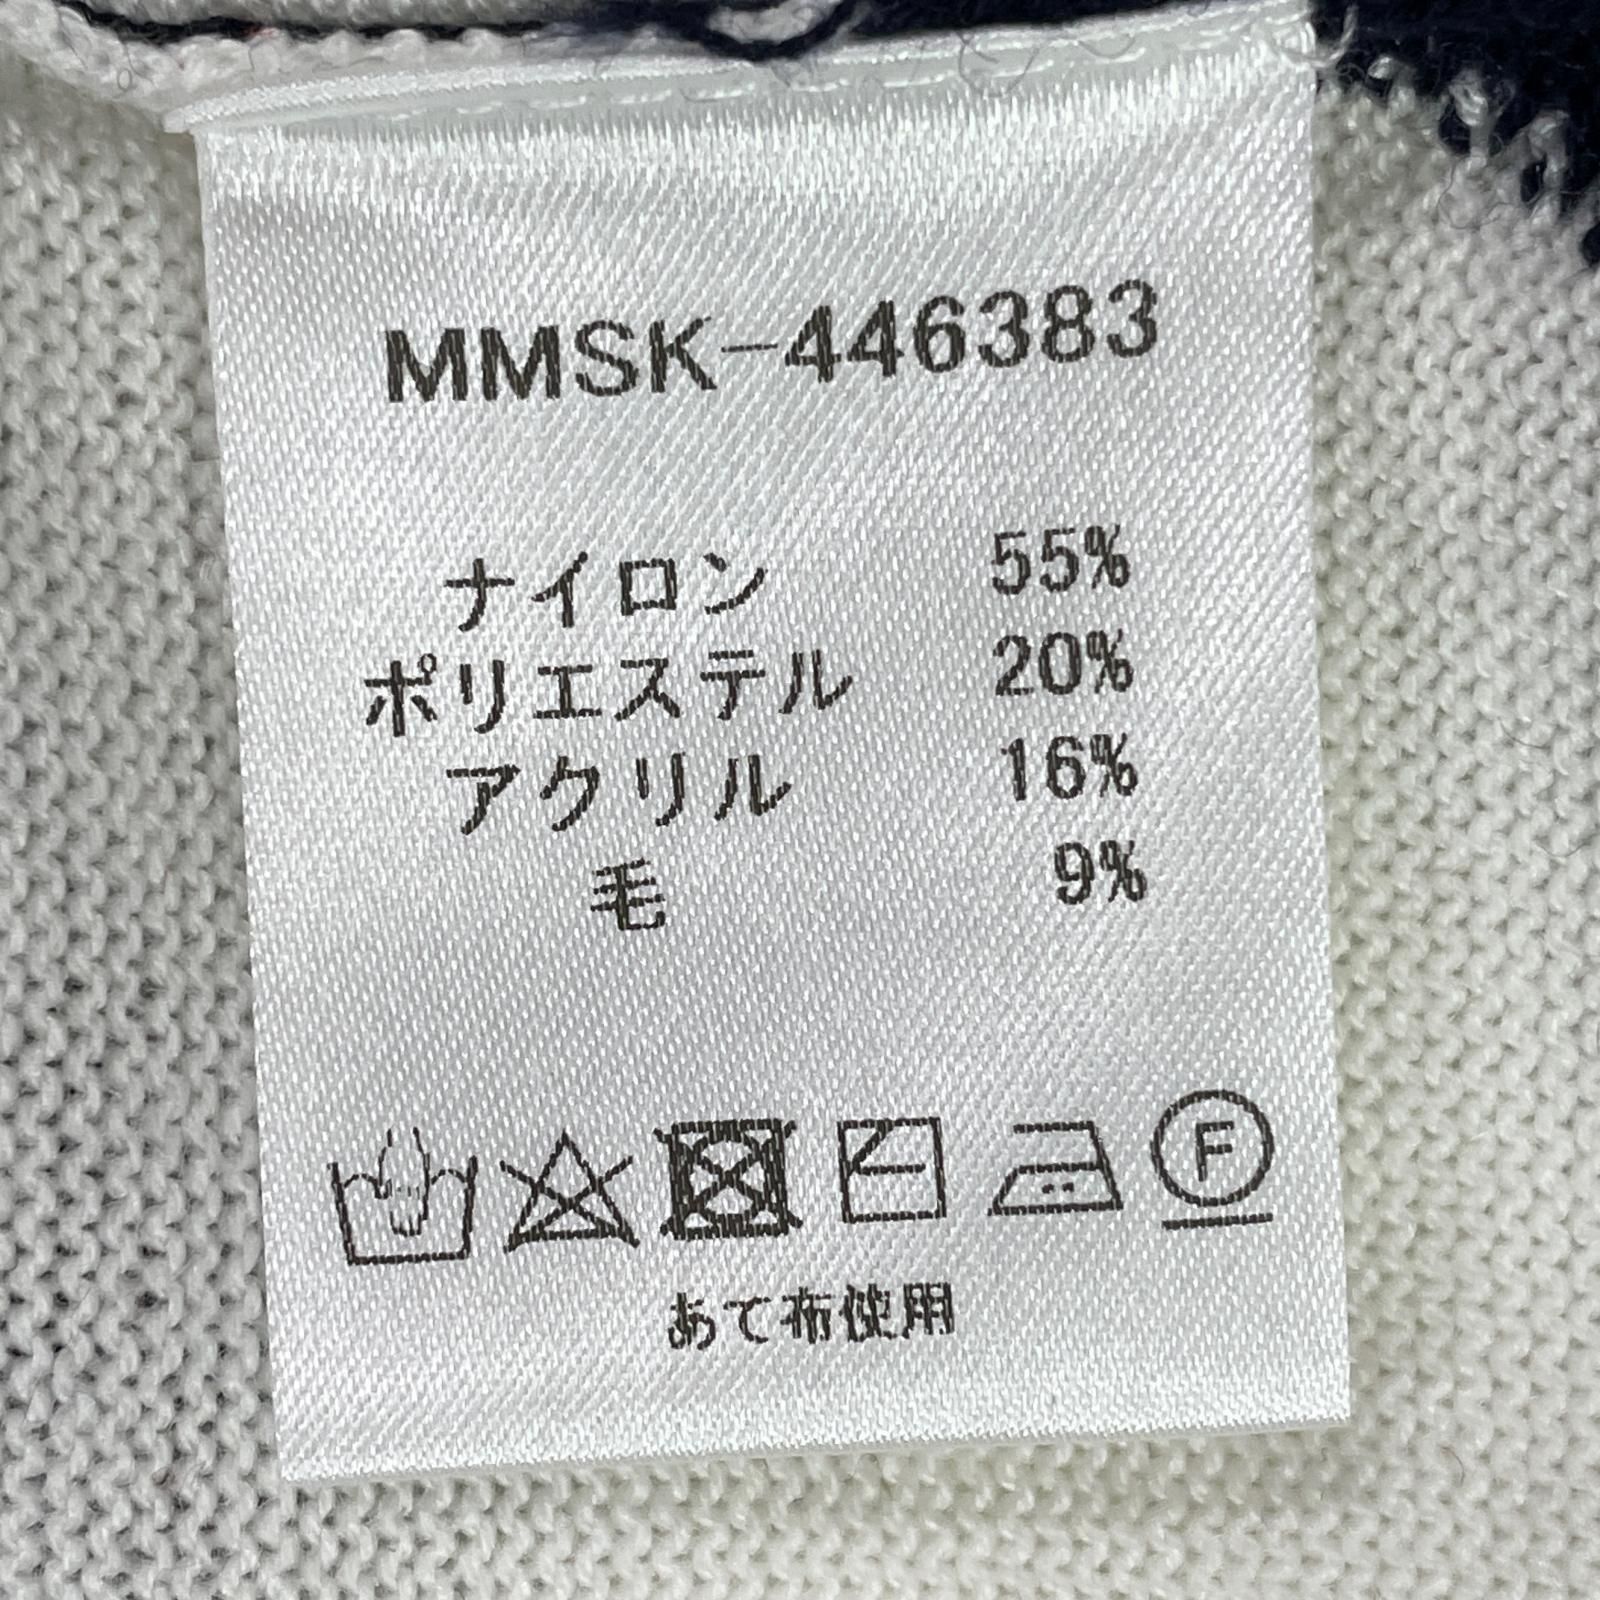 MMSK-446383
ナイロン 55%
ポリエステル 20%
アクリル 16%
毛 9%
F
あて布使用